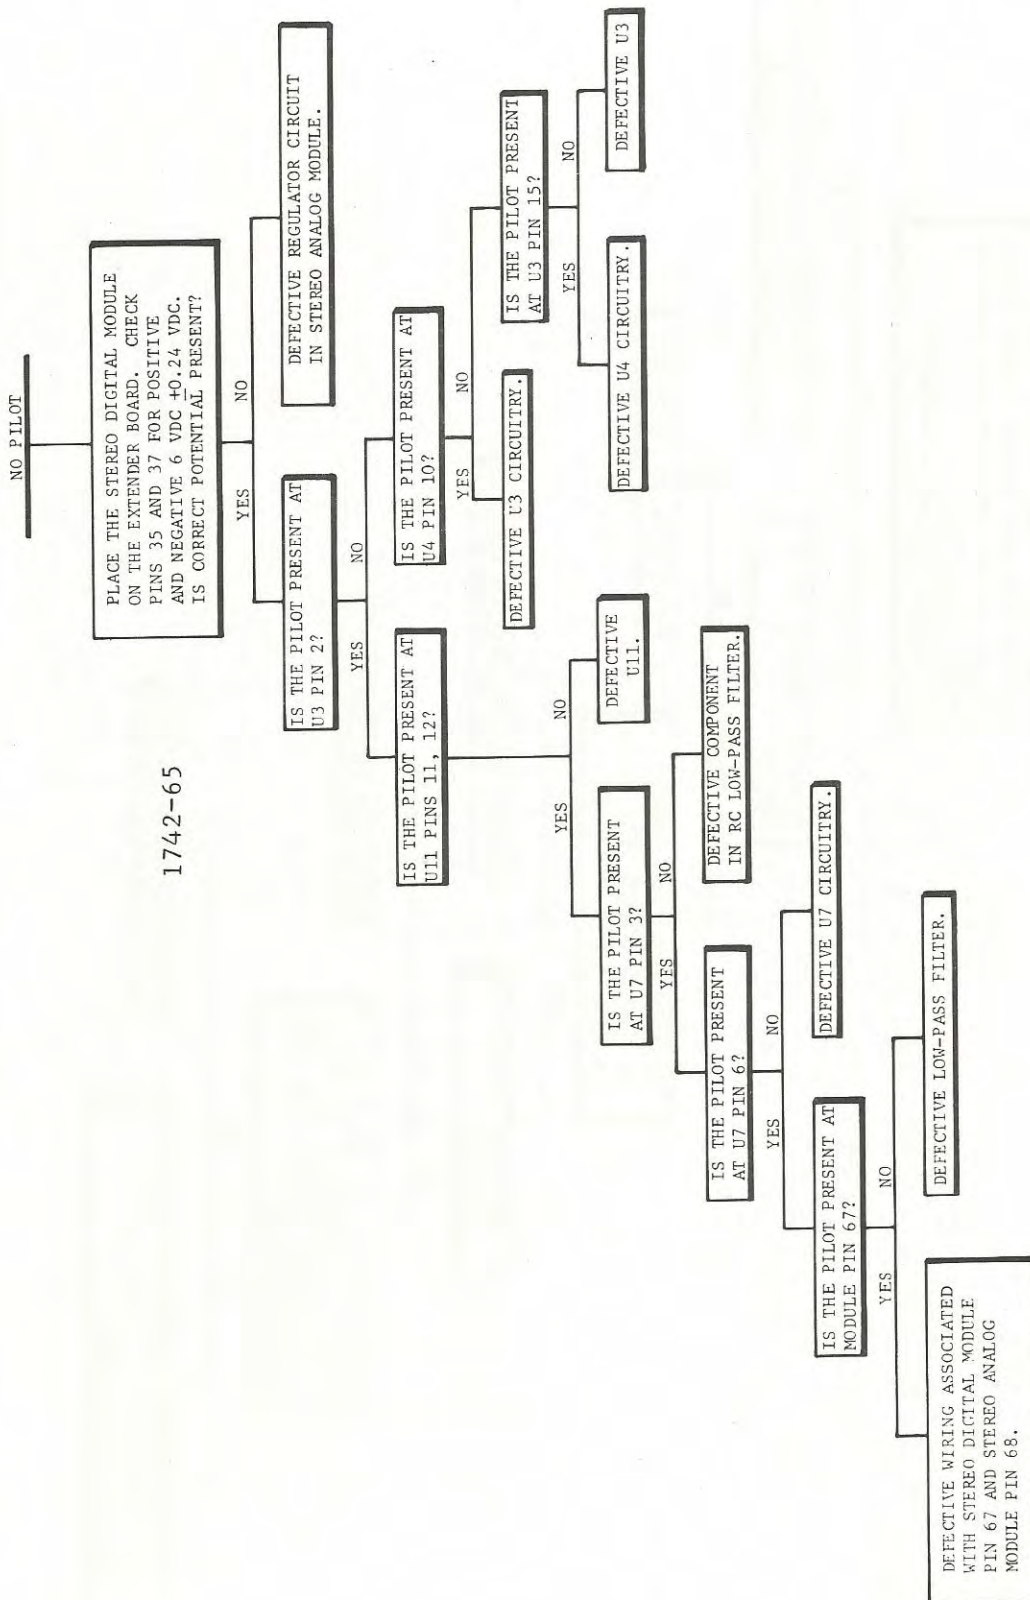 NO PILOT
PLACE THE STEREO DIGITAL MODULE
ON THE EXTENDER BOARD. CHECK
PINS 35 AND 37 FOR POSITIVE
AND NEGATIVE 6 VDC ±0.24 VDC.
IS CORRECT POTENTIAL PRESENT?
YES
NO
IS THE PILOT PRESENT AT
U3 PIN 2?
DEFECTIVE REGULATOR CIRCUIT
IN STEREO ANALOG MODULE.
YES
NO
IS THE PILOT PRESENT AT
U11 PINS 11, 12?
IS THE PILOT PRESENT AT
U4 PIN 10?
YES
NO
DEFECTIVE U3 CIRCUITRY.
IS THE PILOT PRESENT
AT U3 PIN 15?
YES
NO
YES
NO
IS THE PILOT PRESENT
AT U7 PIN 3?
DEFECTIVE
U11.
DEFECTIVE U4 CIRCUITRY.
DEFECTIVE U3
YES
NO
IS THE PILOT PRESENT
AT U7 PIN 6?
DEFECTIVE COMPONENT
IN RC LOW-PASS FILTER.
YES
NO
IS THE PILOT PRESENT AT
MODULE PIN 67?
DEFECTIVE U7 CIRCUITRY.
YES
NO
DEFECTIVE WIRING ASSOCIATED
WITH STEREO DIGITAL MODULE
PIN 67 AND STEREO ANALOG
MODULE PIN 68.
DEFECTIVE LOW-PASS FILTER.
1742-65